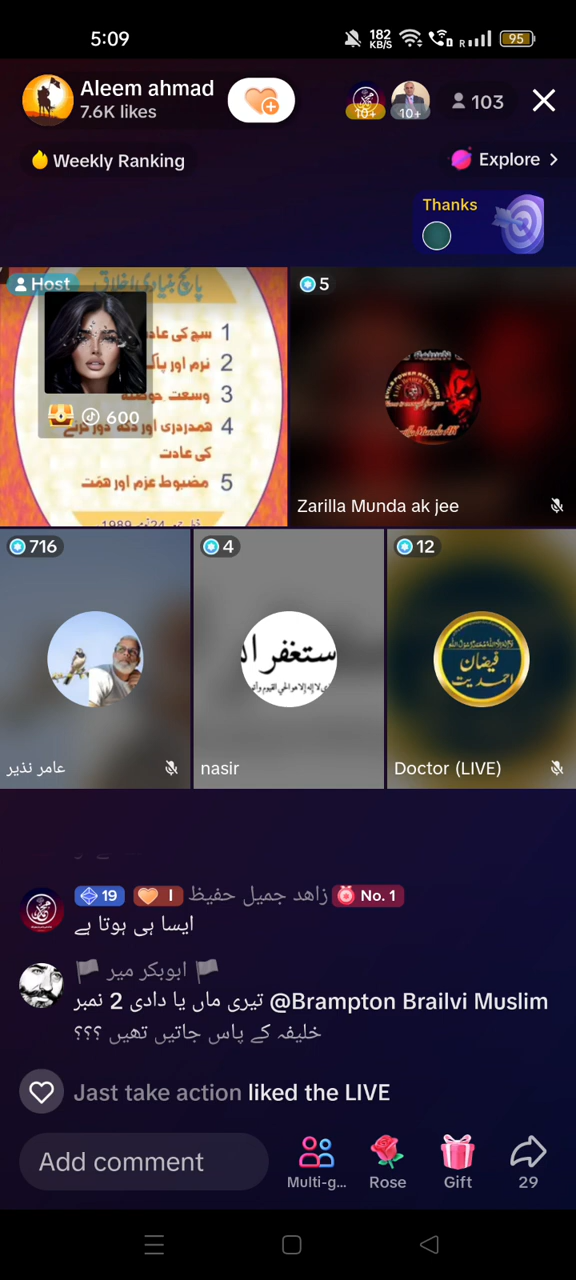 5:09
182
KB/S
R
95
Aleem ahmad
7.6K likes
10+
10+
103
Weekly Ranking
Explore
Thanks
Host
پانچ بنیادی اخلاق
1 سچ کی
2 نرم اور
3 وسعت حوصلہ
4 ہمدردی اور دکھ دور کرنے
کی عادت
5 مضبوط عزم اور ہمت
600
5
Zarilla Munda ak jee
716
عامر نذیر
4
nasir
12
فیضان
احمدیت
Doctor (LIVE)
19 I زاھد جمیل حفیظ No. 1
ایسا ہی ہوتا ہے
ابوبکر میر
@Brampton Brailvi Muslim تیری ماں یا دادی 2 نمبر
خلیفہ کے پاس جاتیں تھیں ؟؟؟
Jast take action liked the LIVE
Add comment
Multi-g...
Rose
Gift
29